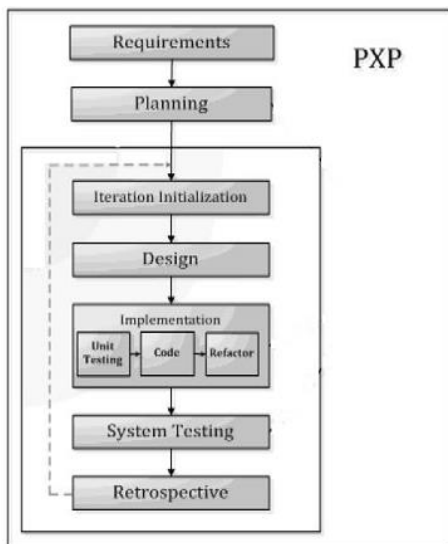 Requirements
PXP
Planning
Iteration Initialization
Design
Implementation
Unit
Testing
Code
Refactor
System Testing
Retrospective